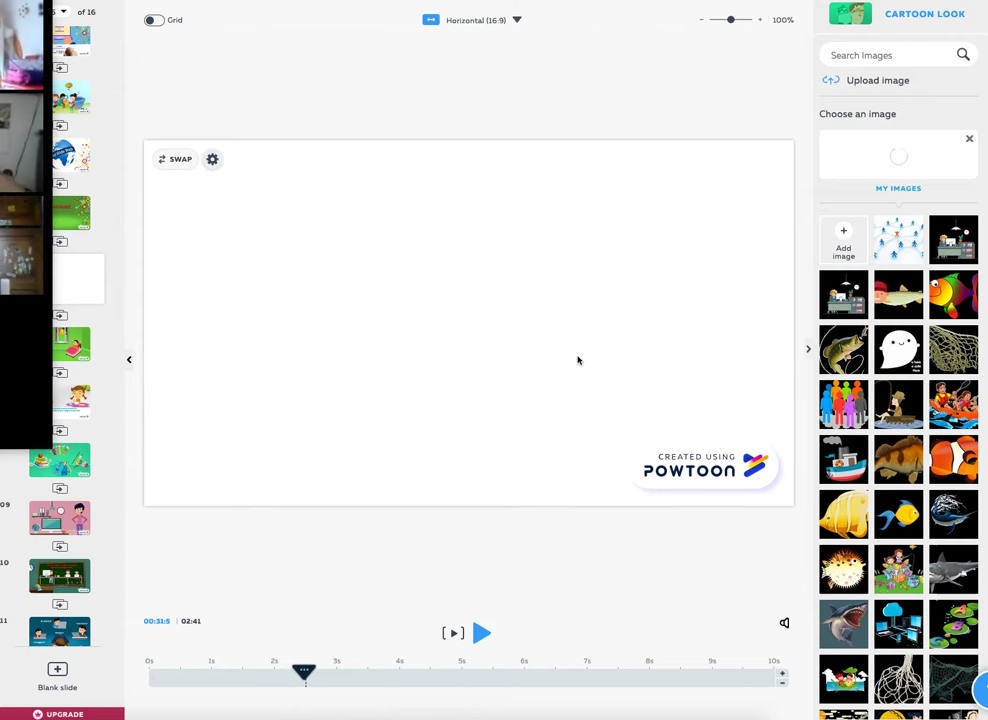 of 16
Grid
Horizontal (16:9)
100%
CARTOON LOOK
Search Images
Upload image
Choose an image
MY IMAGES
Add
image
SWAP
CREATED USING
POWTOON
09
10
11
00:31:5 | 02:41
0s 1s 2s 3s 4s 5s 6s 7s 8s 9s 10s
Blank slide
UPGRADE